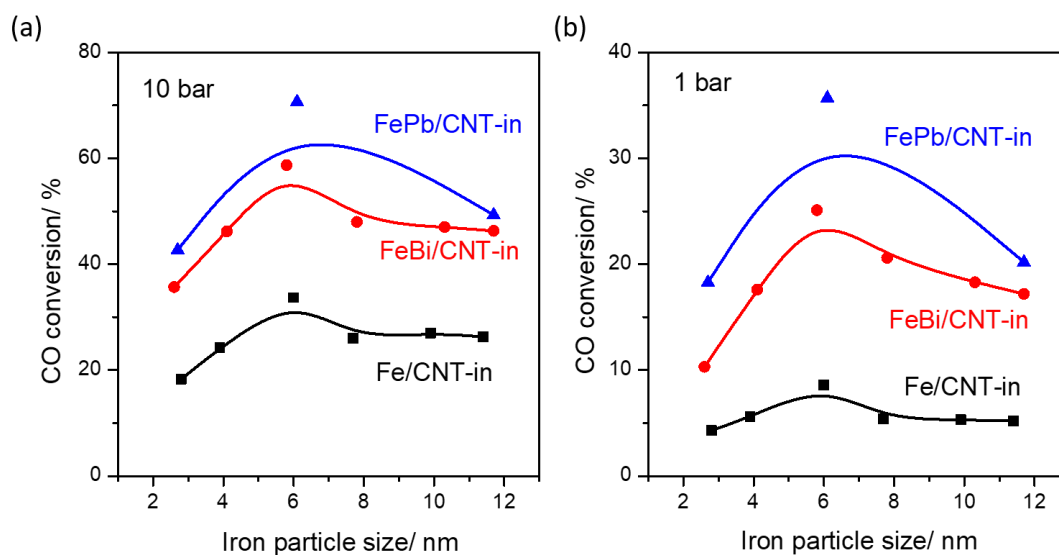 (a)
CO conversion/ %
80
60
40
20
0
10 bar
FePb/CNT-in
FeBi/CNT-in
Fe/CNT-in
2 4 6 8 10 12
Iron particle size/ nm
(b)
CO conversion/ %
40
30
20
10
0
1 bar
FePb/CNT-in
FeBi/CNT-in
Fe/CNT-in
2 4 6 8 10 12
Iron particle size/ nm